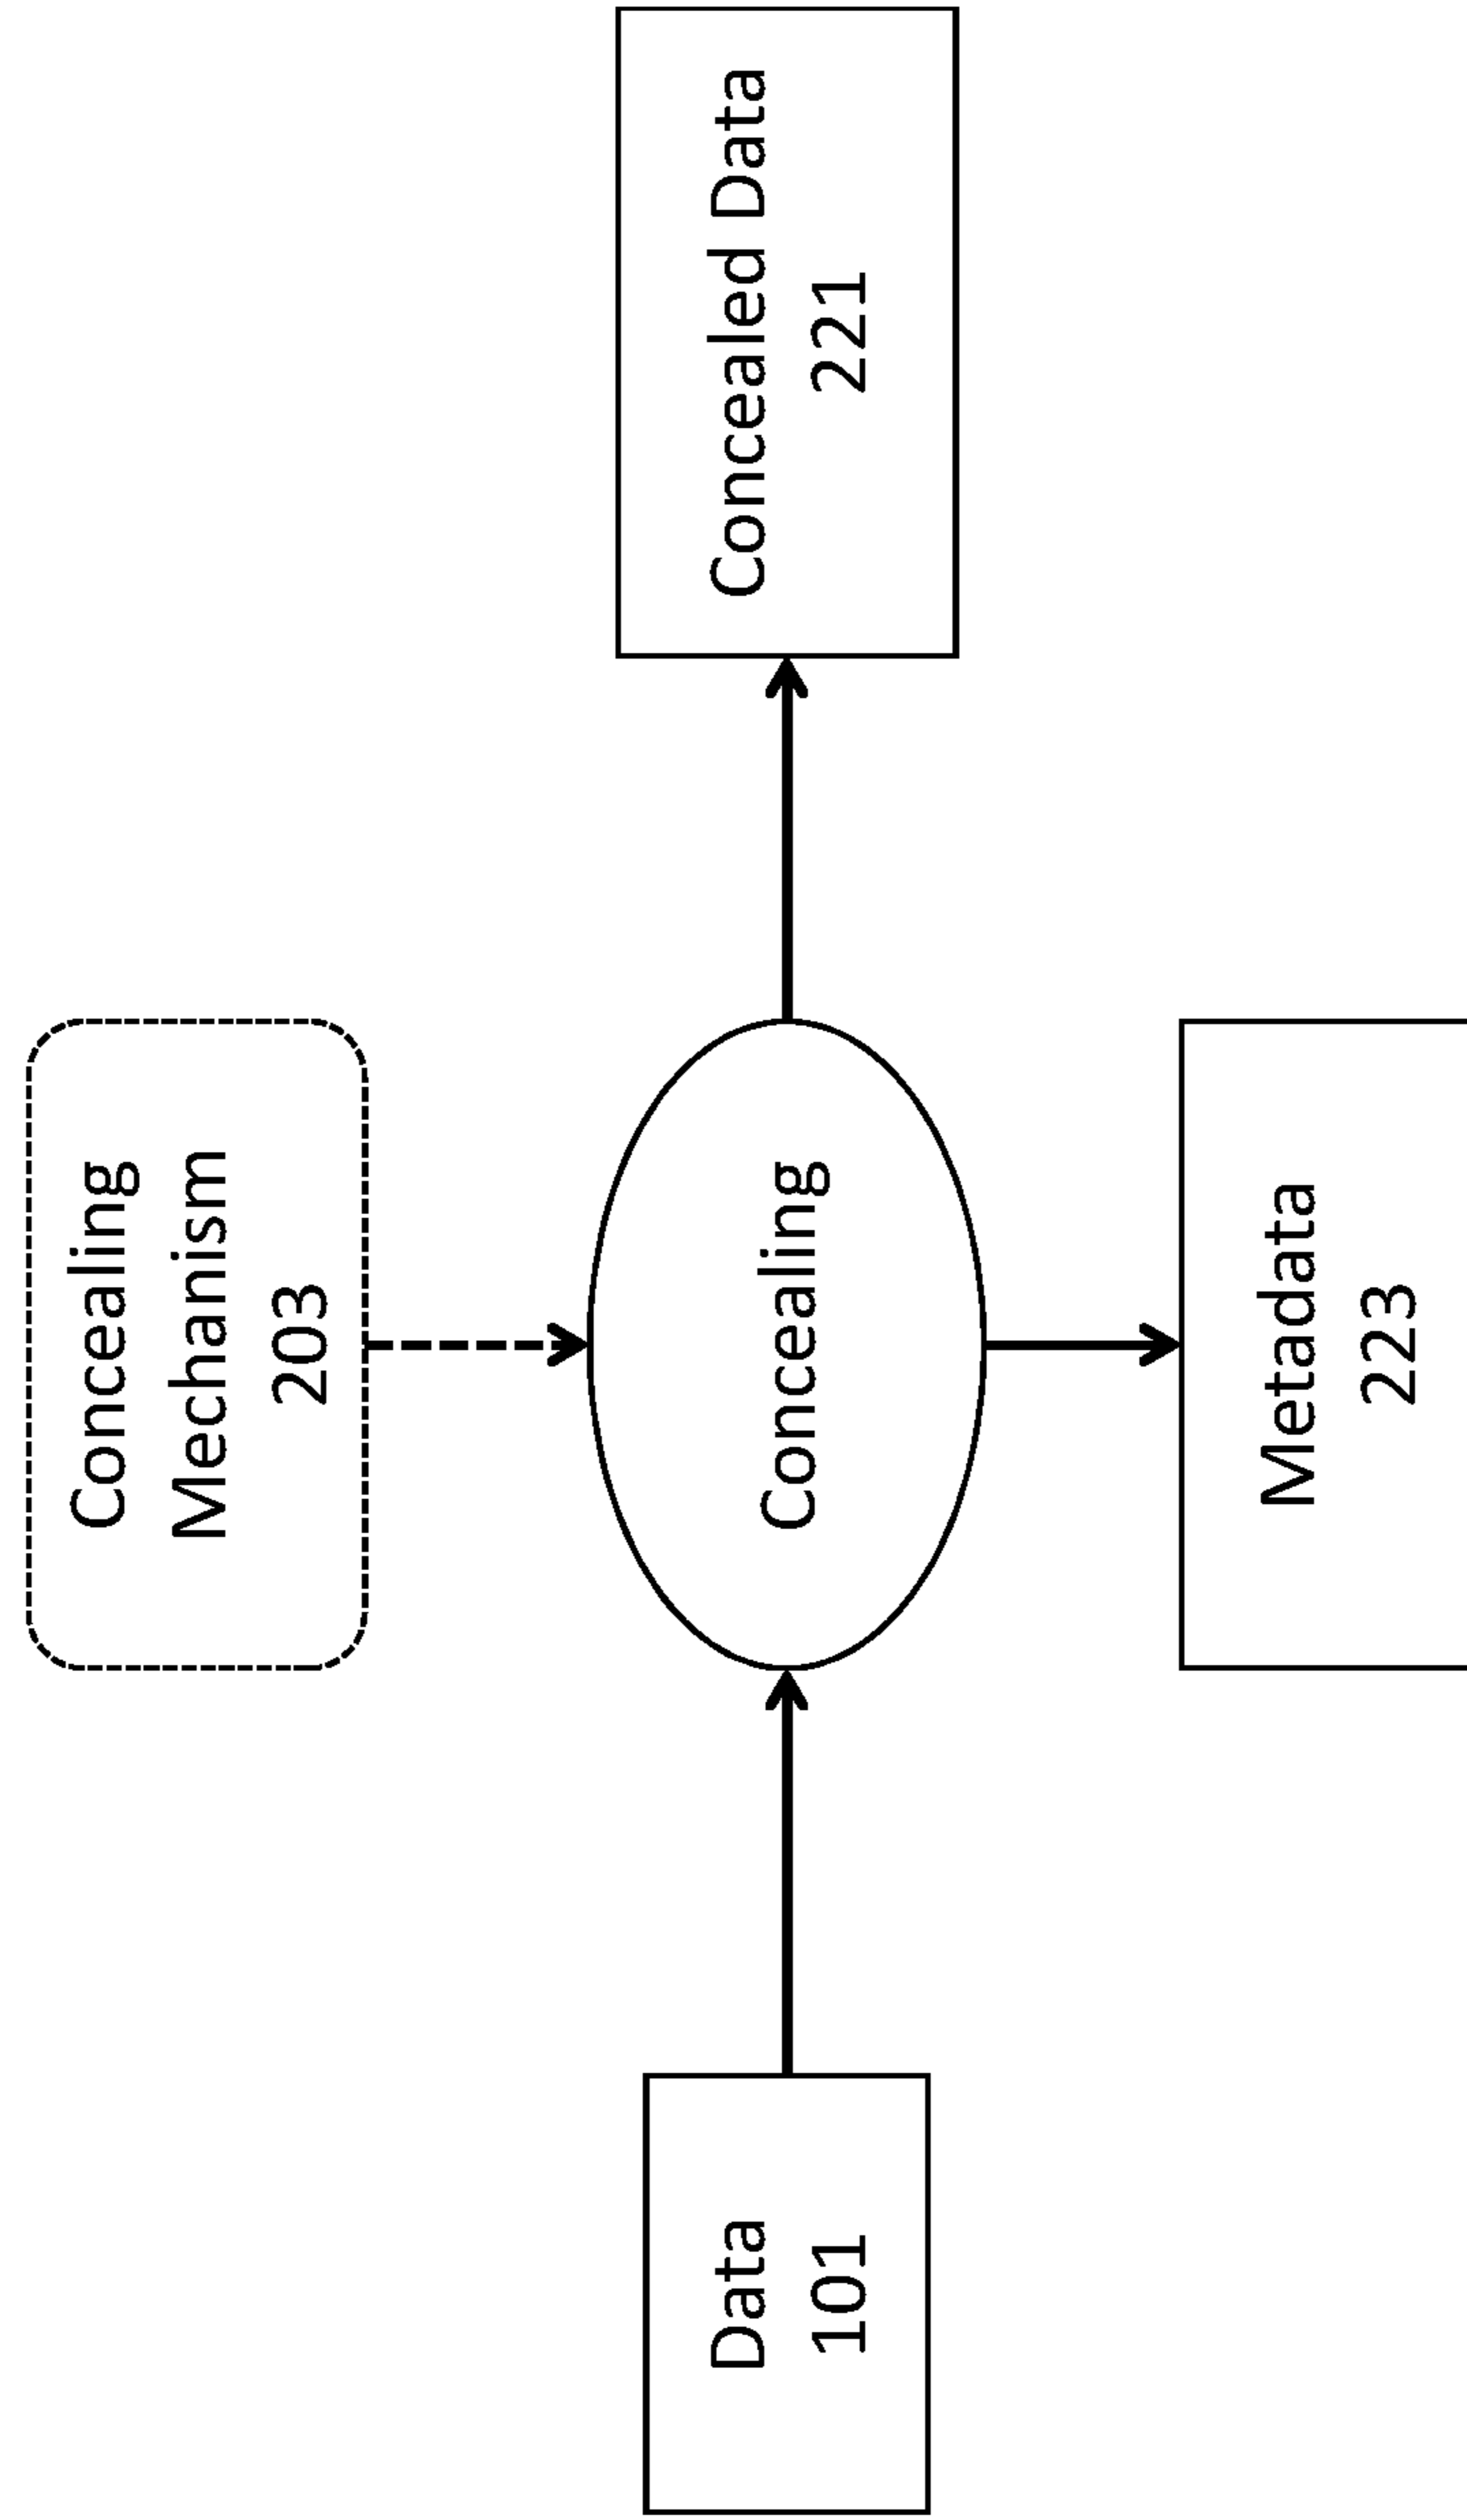 Concealing
Mechanism
203
Data
101
Concealing
Concealed Data
221
Metadata
223